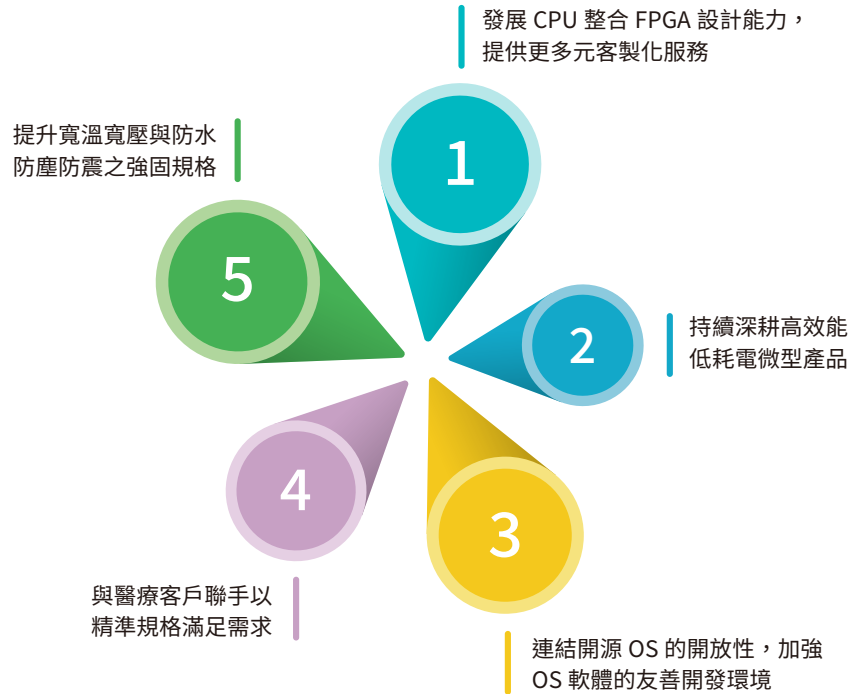 1
發展 CPU 整合 FPGA 設計能力，
提供更多元客製化服務
2
持續深耕高效能
低耗電微型產品
3
連結開源 OS 的開放性，加強
OS 軟體的友善開發環境
4
與醫療客戶聯手以
精準規格滿足需求
5
提升寬溫寬壓與防水
防塵防震之強固規格